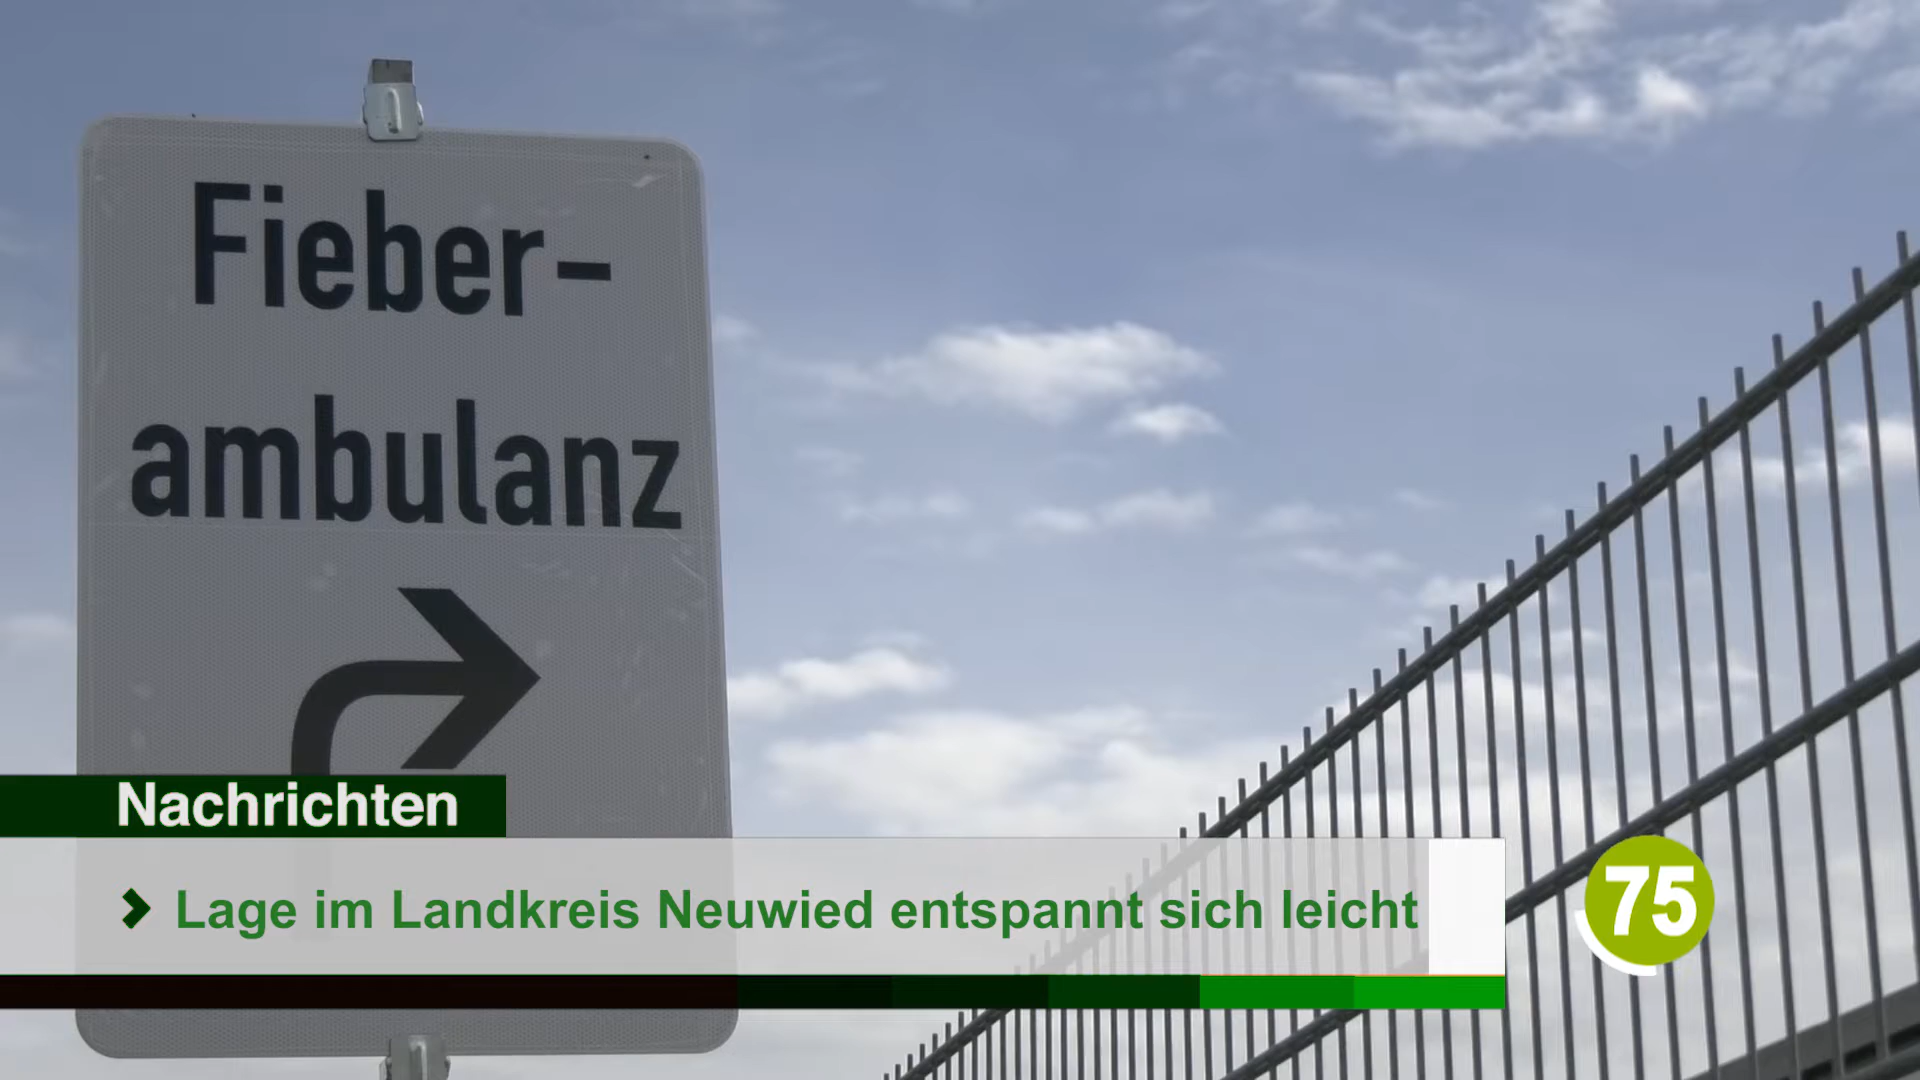 Fieber-
ambulanz
Nachrichten
Lage im Landkreis Neuwied entspannt sich leicht
75